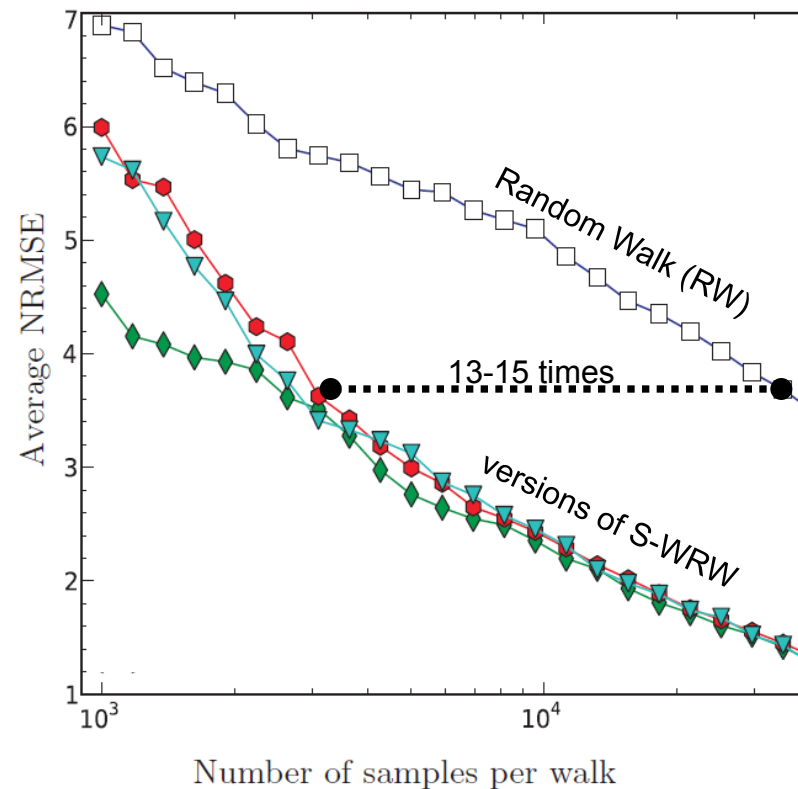 7
6
5
4
3
2
1
Average NRMSE
Random Walk (RW)
13-15 times
versions of S-WRW
10³
10⁴
Number of samples per walk